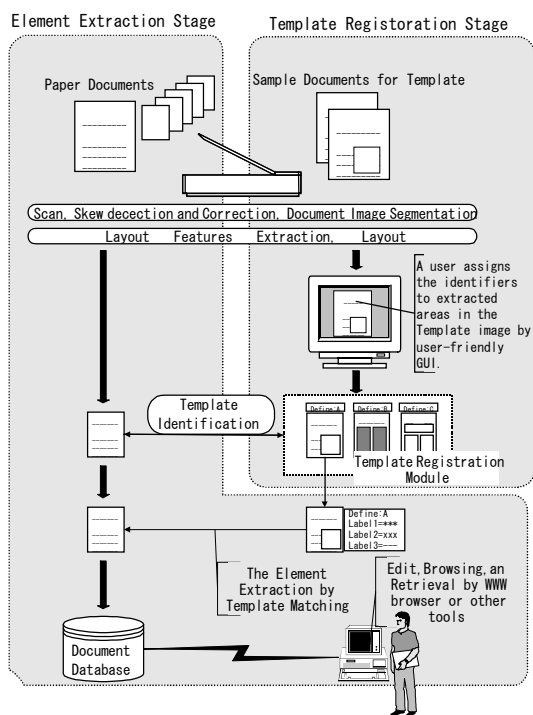 Element Extraction Stage
Template Registoration Stage
Paper Documents
Sample Documents for Template
Scan, Skew decection and Correction, Document Image Segmentation
Layout Features Extraction, Layout
A user assigns
the identifiers
to extracted
areas in the
Template image by
user-friendly
GUI.
Template
Identification
Define:A
Define:B
Define:C
Template Registration
Module
Define:A
Label1=***
Label2=xxx
Label3=---
The Element
Extraction by
Template Matching
Edit, Browsing, an
Retrieval by WWW
browser or other
tools
Document
Database